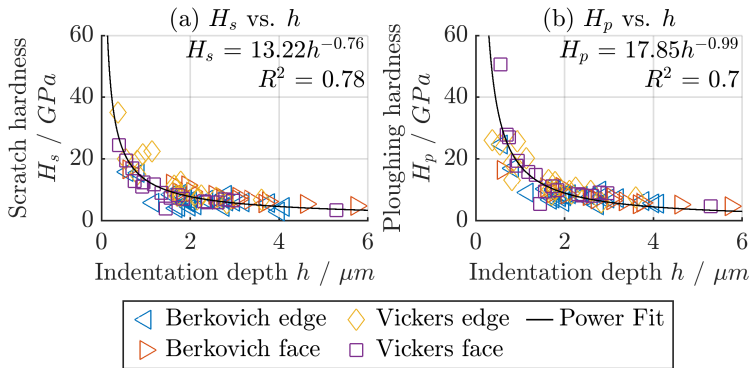 (a) H_s vs. h
H_s = 13.22h^{-0.76}
R^2 = 0.78
Scratch hardness
H_s / GPa
60
40
20
0
0 2 4 6
Indentation depth h / μm
(b) H_p vs. h
H_p = 17.85h^{-0.99}
R^2 = 0.7
Ploughing hardness
H_p / GPa
60
40
20
0
0 2 4 6
Indentation depth h / μm
Berkovich edge Vickers edge Power Fit
Berkovich face Vickers face